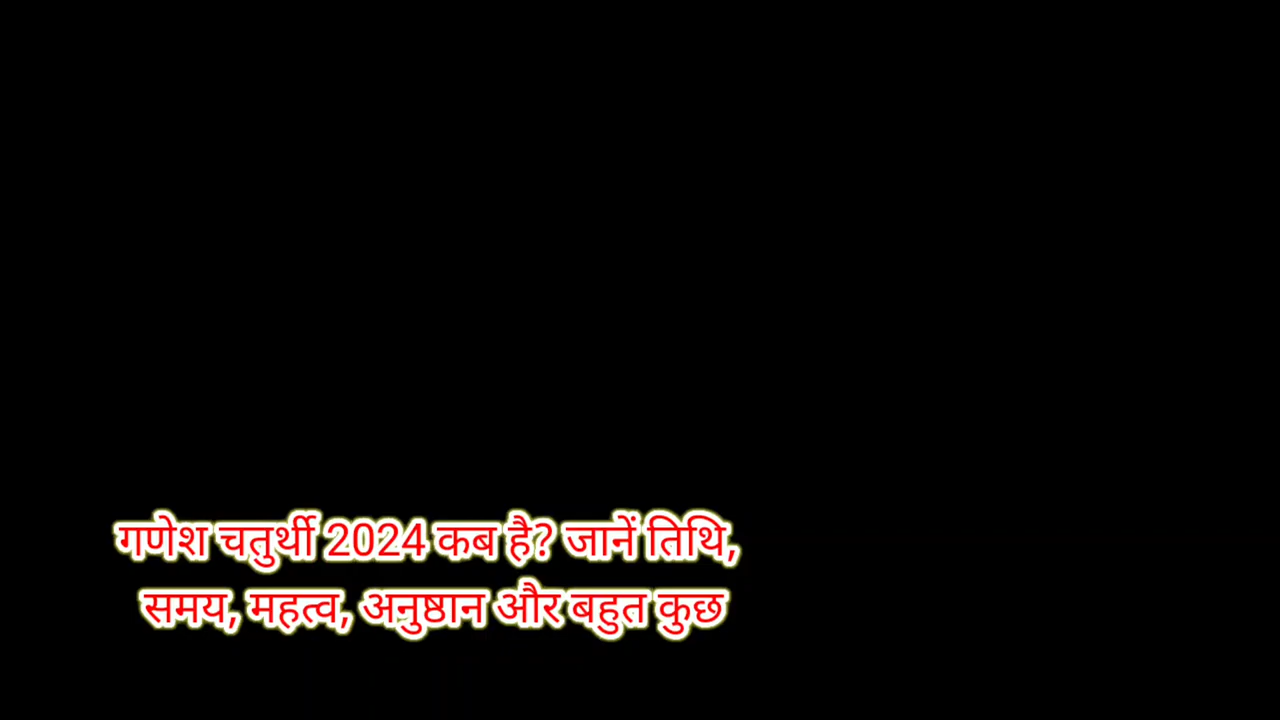 गणेश चतुर्थी 2024 कब है? जानें तिथि,
समय, महत्व, अनुष्ठान और बहुत कुछ